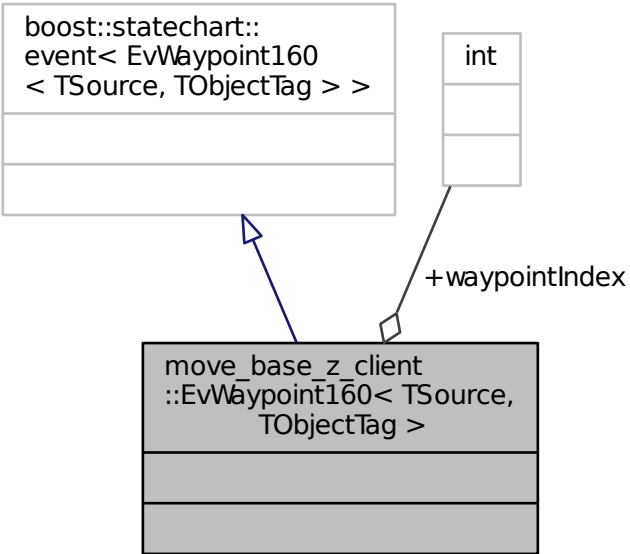 boost::statechart::
event< EvWaypoint160
< TSource, TObjectTag > >
int
+waypointIndex
move_base_z_client
::EvWaypoint160< TSource,
TObjectTag >